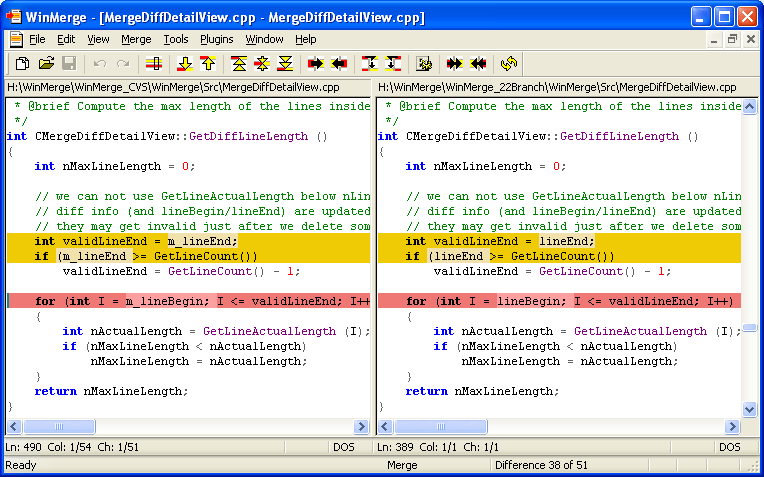 WinMerge - [MergeDiffDetailView.cpp - MergeDiffDetailView.cpp]
File Edit View Merge Tools Plugins Window Help
H:\WinMerge\WinMerge_CVS\WinMerge\Src\MergeDiffDetailView.cpp
* @brief Compute the max length of the lines inside
*/
int CMergeDiffDetailView::GetDiffLineLength ()
{
int nMaxLineLength = 0;
// we can not use GetLineActualLength below nLin
// diff info (and lineBegin/lineEnd) are updated
// they may get invalid just after we delete som
int validLineEnd = m_lineEnd;
if (m_lineEnd >= GetLineCount())
validLineEnd = GetLineCount() - 1;
for (int I = m_lineBegin; I <= validLineEnd; I++
{
int nActualLength = GetLineActualLength (I);
if (nMaxLineLength < nActualLength)
nMaxLineLength = nActualLength;
}
return nMaxLineLength;
}
Ln: 490 Col: 1/54 Ch: 1/51
DOS
H:\WinMerge\WinMerge_22Branch\WinMerge\Src\MergeDiffDetailView.cpp
* @brief Compute the max length of the lines inside
*/
int CMergeDiffDetailView::GetDiffLineLength ()
{
int nMaxLineLength = 0;
// we can not use GetLineActualLength below nLin
// diff info (and lineBegin/lineEnd) are updated
// they may get invalid just after we delete som
int validLineEnd = lineEnd;
if (lineEnd >= GetLineCount())
validLineEnd = GetLineCount() - 1;
for (int I = lineBegin; I <= validLineEnd; I++)
{
int nActualLength = GetLineActualLength (I);
if (nMaxLineLength < nActualLength)
nMaxLineLength = nActualLength;
}
return nMaxLineLength;
}
Ln: 389 Col: 1/1 Ch: 1/1
DOS
Ready
Merge
Difference 38 of 51